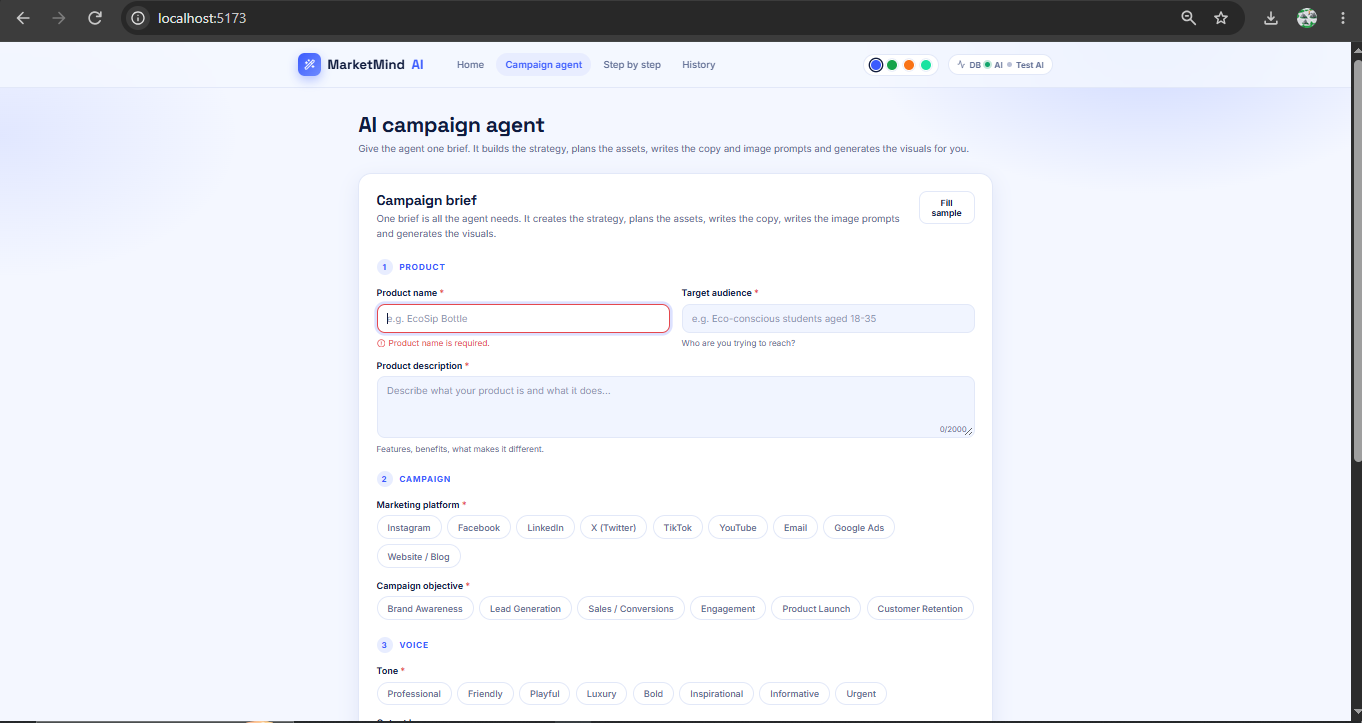 localhost:5173
MarketMind AI
Home
Campaign agent
Step by step
History
DB AI Test AI
AI campaign agent
Give the agent one brief. It builds the strategy, plans the assets, writes the copy and image prompts and generates the visuals for you.
Campaign brief
One brief is all the agent needs. It creates the strategy, plans the assets, writes the copy, writes the image prompts
and generates the visuals.
Fill
sample
1 PRODUCT
Product name *
e.g. EcoSip Bottle
Product name is required.
Target audience *
e.g. Eco-conscious students aged 18-35
Who are you trying to reach?
Product description *
Describe what your product is and what it does...
0/2000
Features, benefits, what makes it different.
2 CAMPAIGN
Marketing platform *
Instagram
Facebook
LinkedIn
X (Twitter)
TikTok
YouTube
Email
Google Ads
Website / Blog
Campaign objective *
Brand Awareness
Lead Generation
Sales / Conversions
Engagement
Product Launch
Customer Retention
3 VOICE
Tone *
Professional
Friendly
Playful
Luxury
Bold
Inspirational
Informative
Urgent